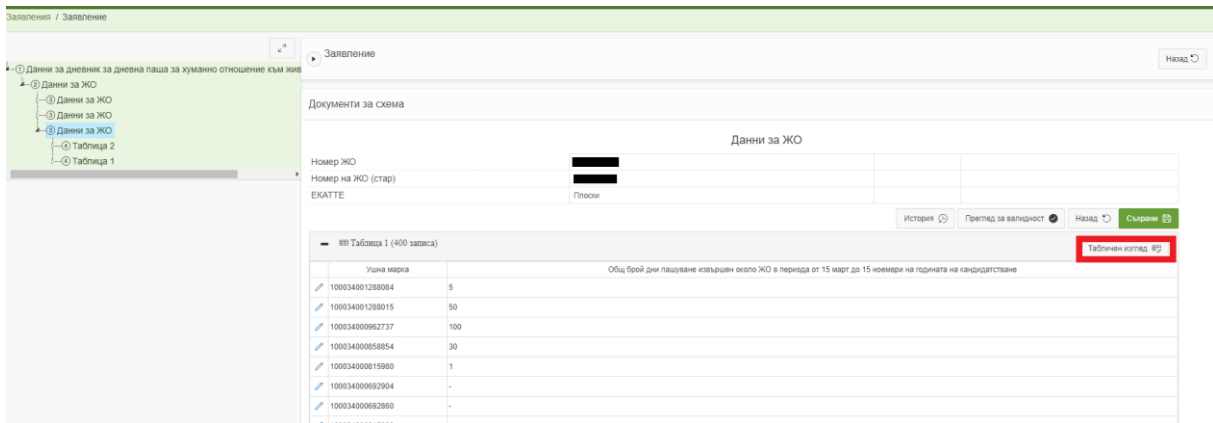 Заявления / Заявление
① Данни за дневник за дневна паша за хуманно отношение към жив
② Данни за ЖО
③ Данни за ЖО
③ Данни за ЖО
③ Данни за ЖО
④ Таблица 2
④ Таблица 1
Заявление
Назад
Документи за схема
Данни за ЖО
Номер ЖО
Номер на ЖО (стар)
ЕКАТТЕ Плоски
История Преглед за валидност Назад Съхрани
Таблица 1 (400 записа) Табличен изглед
Ушна марка Общ брой дни пашуване извършен около ЖО в периода от 15 март до 15 ноември на годината на кандидатстване
100034001288084 5
100034001288015 50
100034000962737 100
100034000858854 30
100034000815980 1
100034000692904 -
100034000692860 -